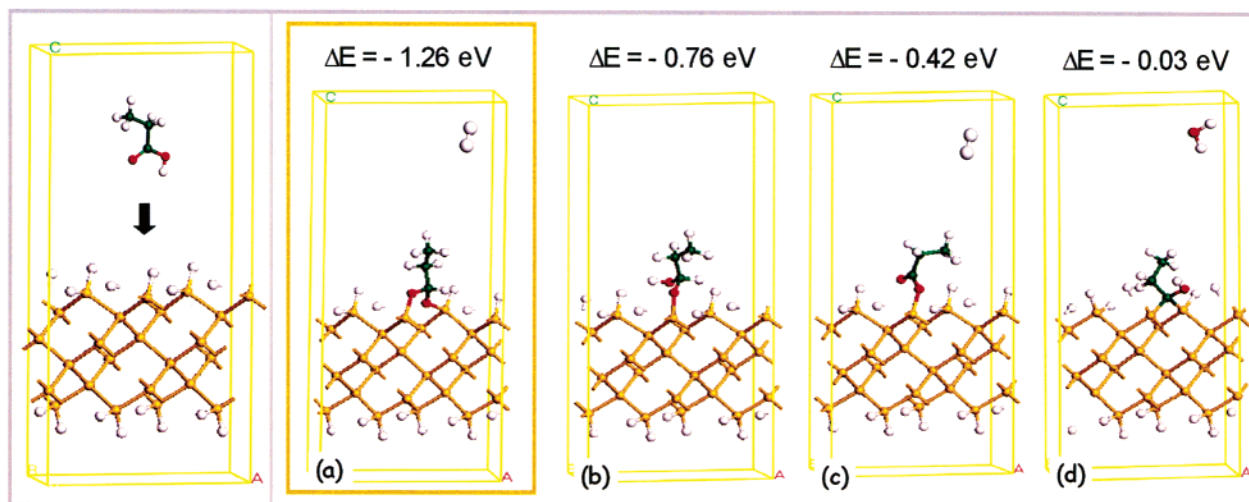 ΔE = - 1.26 eV
ΔE = - 0.76 eV
ΔE = - 0.42 eV
ΔE = - 0.03 eV
C
C
C
C
C
B
A
(a)
A
(b)
A
(c)
A
(d)
A